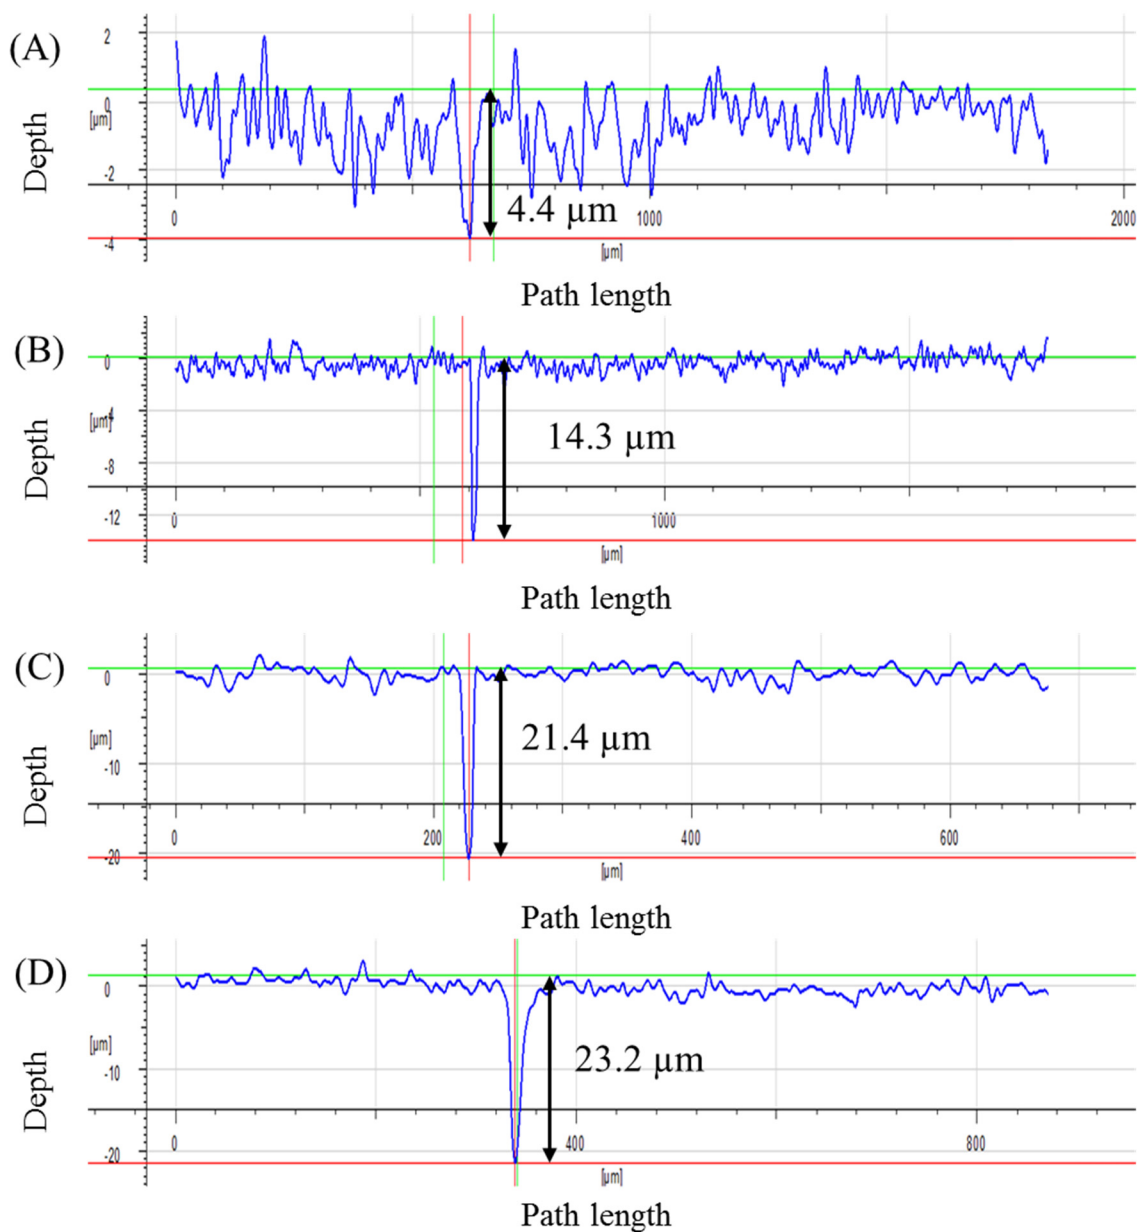 (A)
2
0
[µm]
-2
-4
Depth
0
1000
2000
4.4 µm
[µm]
Path length
(B)
0
-4
[µm]
-8
-12
Depth
14.3 µm
0
1000
[µm]
Path length
(C)
0
[µm]
-10
-20
Depth
21.4 µm
0
200
400
600
[µm]
Path length
(D)
0
[µm]
-10
-20
Depth
23.2 µm
0
400
800
[µm]
Path length